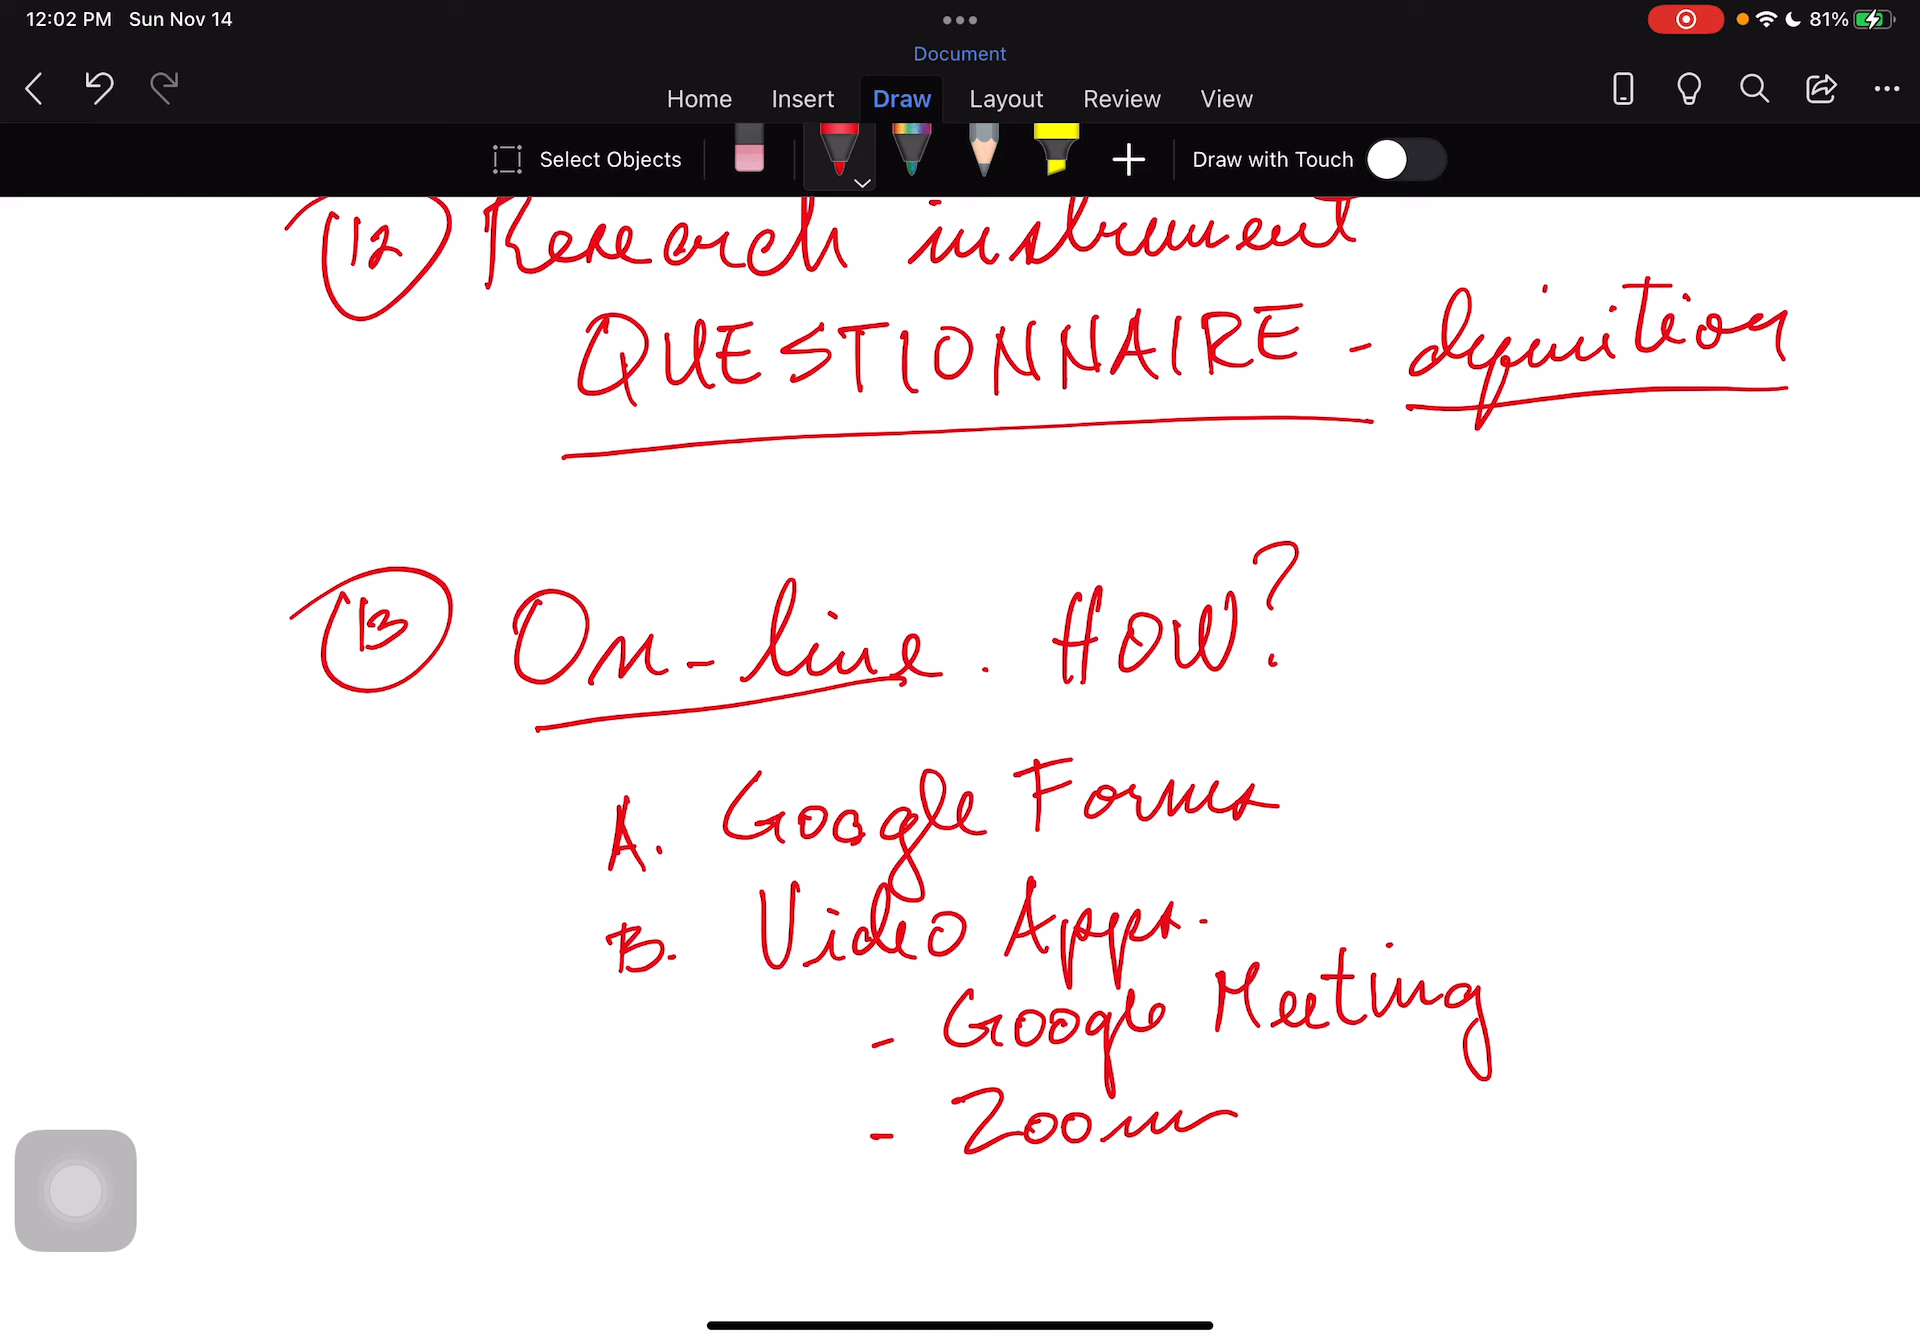 12:02 PM Sun Nov 14
81%
Document
Home Insert Draw Layout Review View
Select Objects
Draw with Touch
12 Research instrument
QUESTIONNAIRE - definition
13 On-line. HOW?
A. Google Forms
B. Video Apps.
- Google Meeting
- Zoom